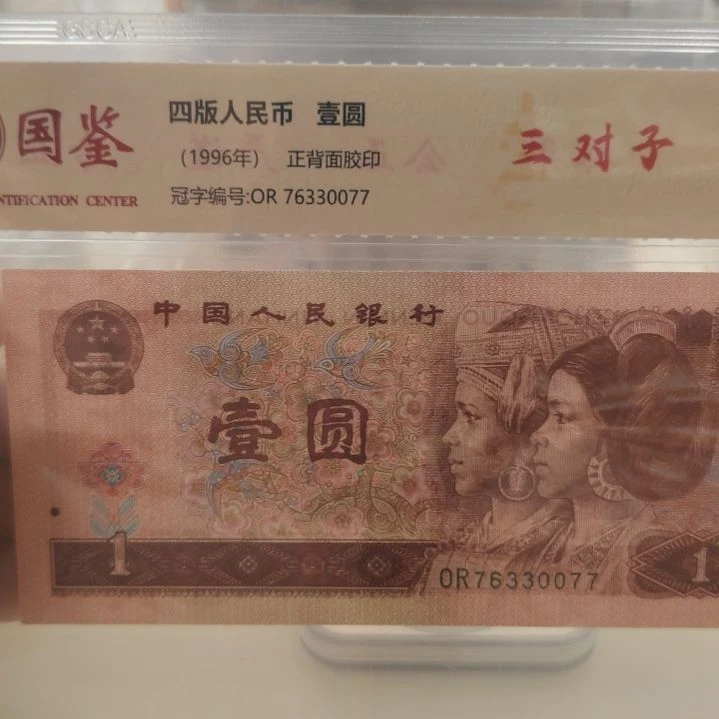 国鉴
NTIFICATION CENTER
四版人民币 壹圆
(1996年) 正背面胶印
冠字编号:OR 76330077
三对子
中国人民银行
壹圆
1
OR76330077
1